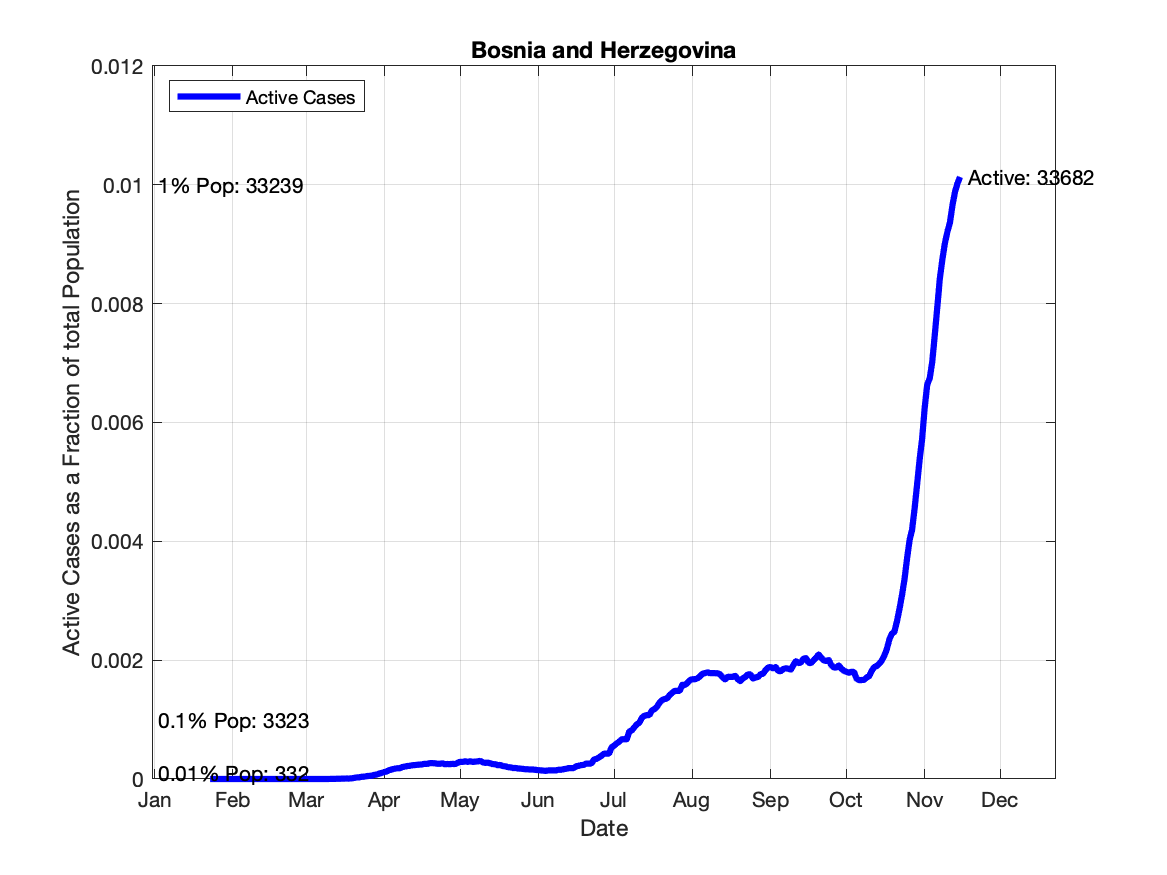 Bosnia and Herzegovina
0.012
Active Cases
0.01
1% Pop: 33239
Active: 33682
0.008
0.006
0.004
0.002
0.1% Pop: 3323
0.01% Pop: 332
0
Active Cases as a Fraction of total Population
Jan Feb Mar Apr May Jun Jul Aug Sep Oct Nov Dec
Date